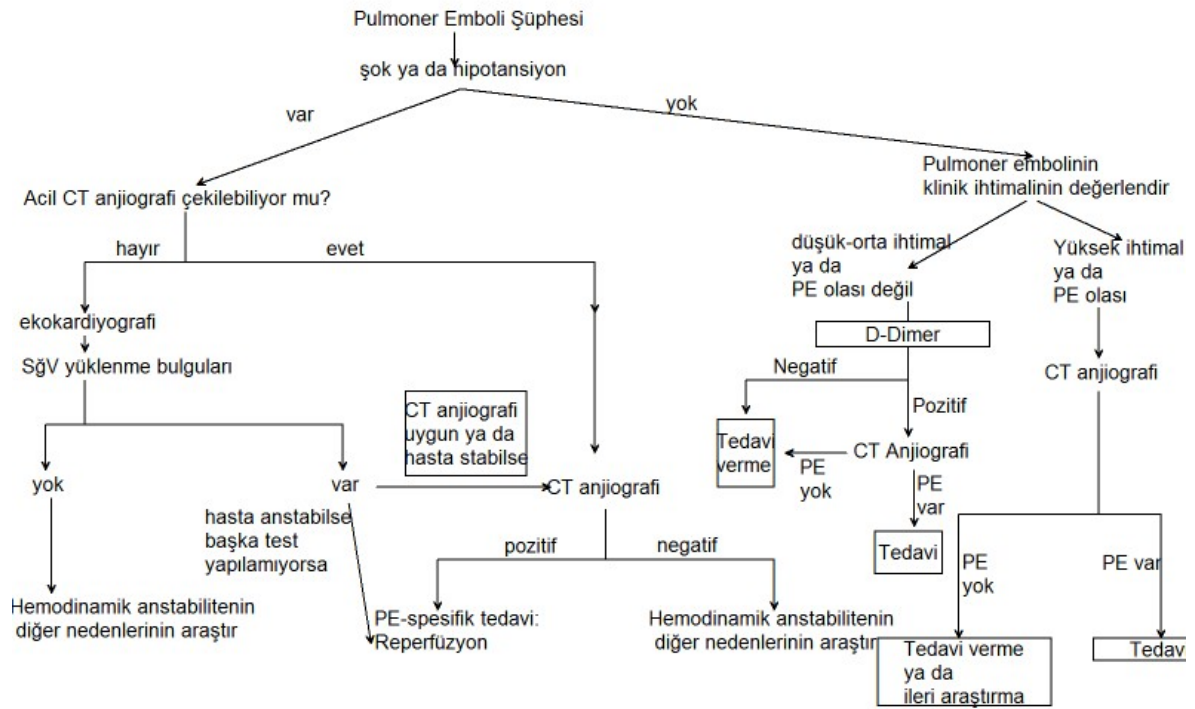 Pulmoner Emboli Şüphesi
şok ya da hipotansiyon
var
yok
Acil CT anjiografi çekilebiliyor mu?
hayır
evet
ekokardiyografi
SğV yüklenme bulguları
yok
var
CT anjiografi
uygun ya da
hasta stabilse
hasta anstabilse
başka test
yapılamıyorsa
CT anjiografi
pozitif
negatif
Hemodinamik anstabilitenin
diğer nedenlerinin araştır
PE-spesifik tedavi:
Reperfüzyon
Hemodinamik anstabilitenin
diğer nedenlerinin araştır
Pulmoner embolinin
klinik ihtimalinin değerlendir
düşük-orta ihtimal
ya da
PE olası değil
Yüksek ihtimal
ya da
PE olası
D-Dimer
Negatif
Pozitif
Tedavi
verme
PE
yok
CT Anjiografi
PE
var
Tedavi
CT anjiografi
PE
yok
PE var
Tedavi verme
ya da
ileri araştırma
Tedavi